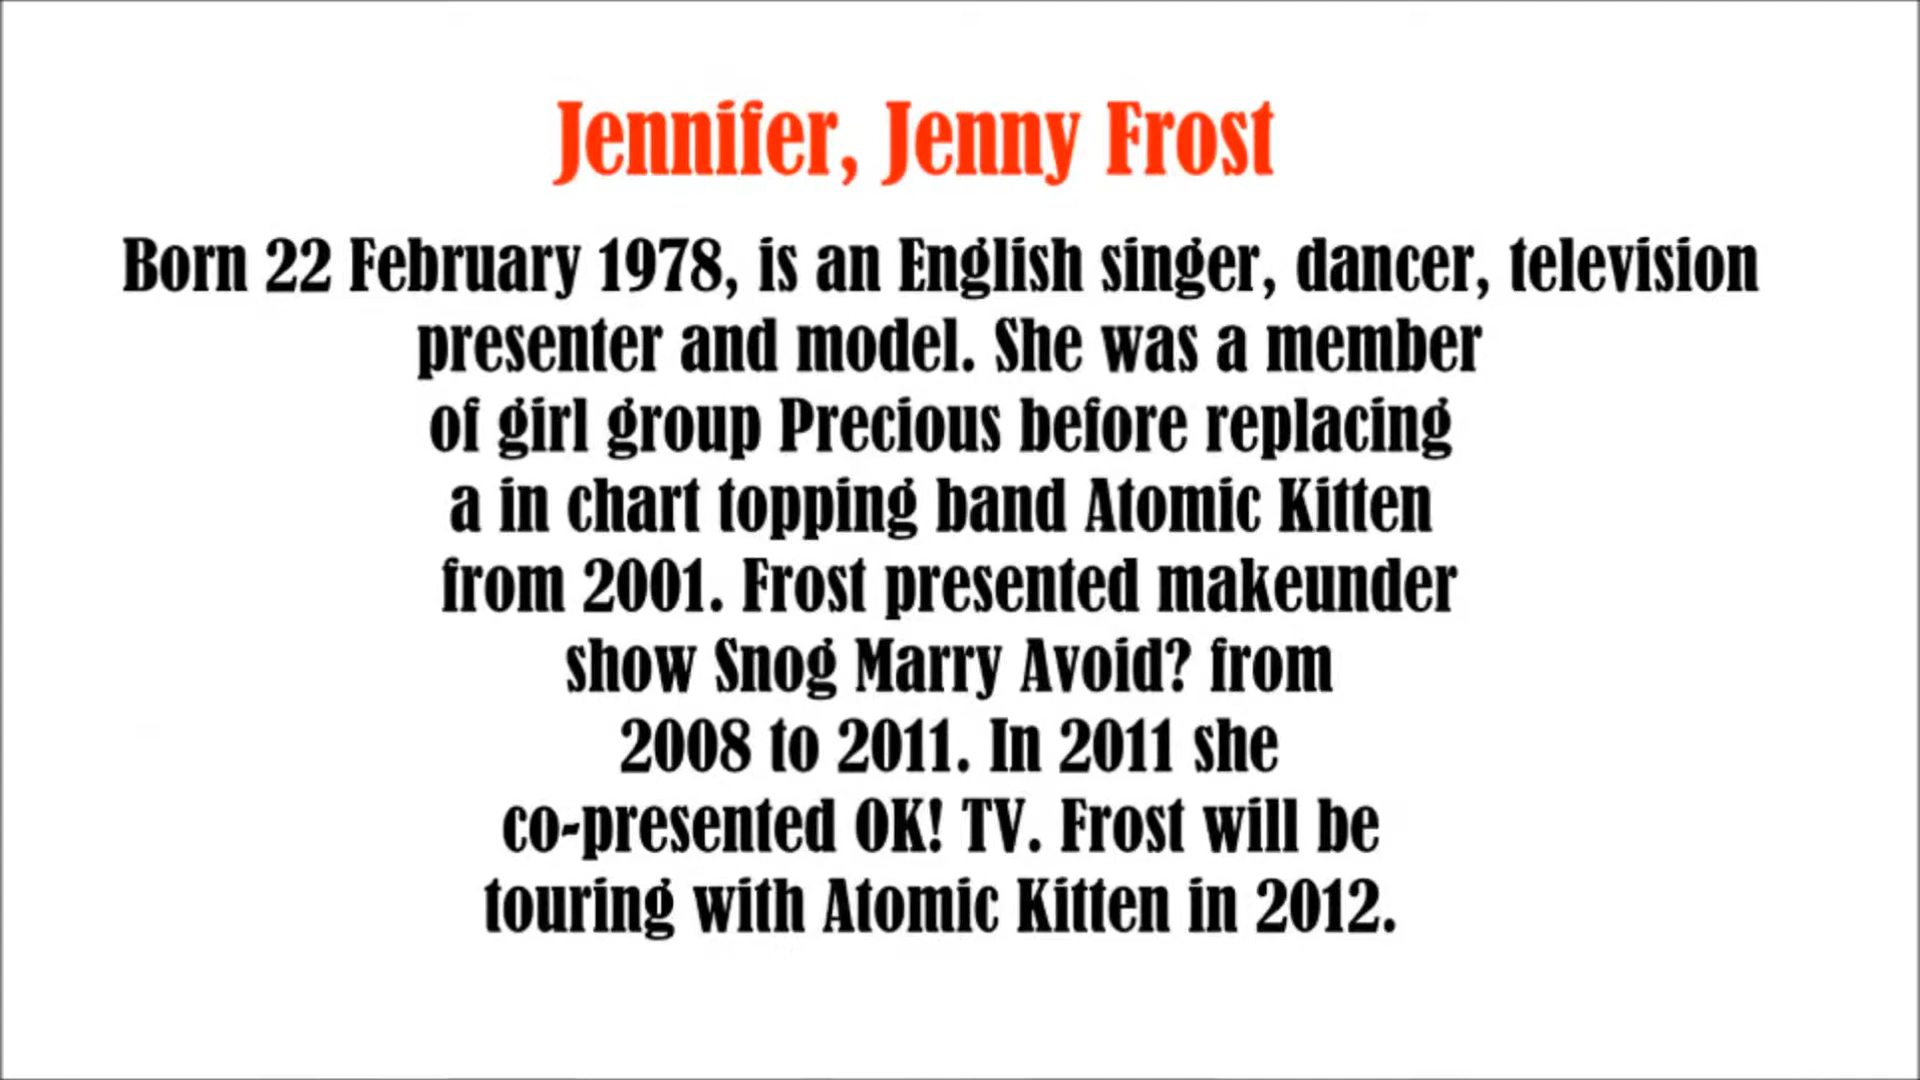 Jennifer, Jenny Frost
Born 22 February 1978, is an English singer, dancer, television
presenter and model. She was a member
of girl group Precious before replacing
a in chart topping band Atomic Kitten
from 2001. Frost presented makeunder
show Snog Marry Avoid? from
2008 to 2011. In 2011 she
co-presented OK! TV. Frost will be
touring with Atomic Kitten in 2012.